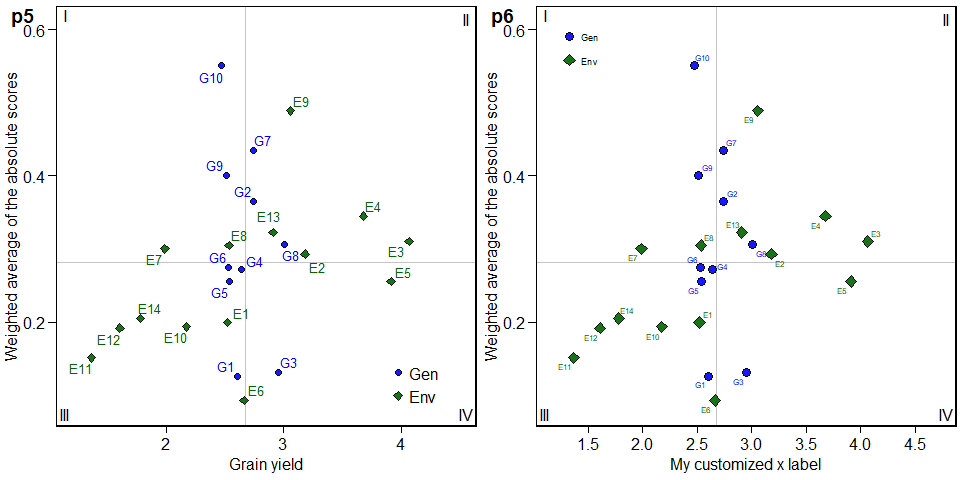 p5
I
II
0.6
G10
E9
G7
0.4
G9
G2
E4
E13
E8
E3
E7
G8
E2
G6
G4
E5
G5
0.2
E14
E1
E12
E10
E11
G1
G3
E6
Gen
Env
III
IV
2
3
4
Grain yield
Weighted average of the absolute scores
p6
I
II
0.6
Gen
Env
G10
E9
G7
0.4
G9
G2
E4
E13
E3
E8
E7
G8
E2
G6
G4
E5
G5
0.2
E14
E1
E12
E10
E11
G1
G3
E6
III
IV
1.5
2.0
2.5
3.0
3.5
4.0
4.5
My customized x label
Weighted average of the absolute scores